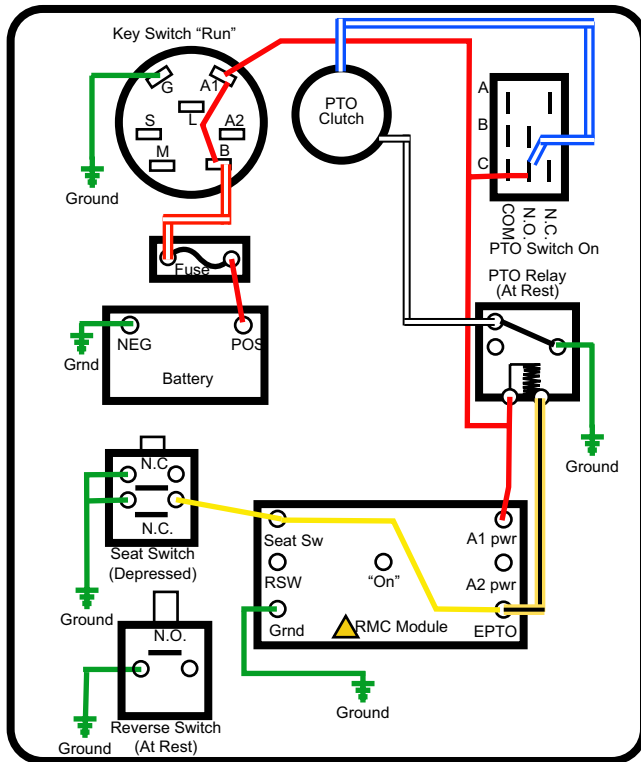 Key Switch “Run”
G
A1
S
L
A2
M
B
Ground
PTO
Clutch
A
B
C
COM
N.O.
N.C.
PTO Switch On
Fuse
NEG
POS
Grnd
Battery
PTO Relay
(At Rest)
Ground
N.C
N.C.
Seat Switch
(Depressed)
Ground
Seat Sw
A1 pwr
RSW
“On”
A2 pwr
Grnd
RMC Module
EPTO
Ground
N.O.
Ground
Reverse Switch
(At Rest)